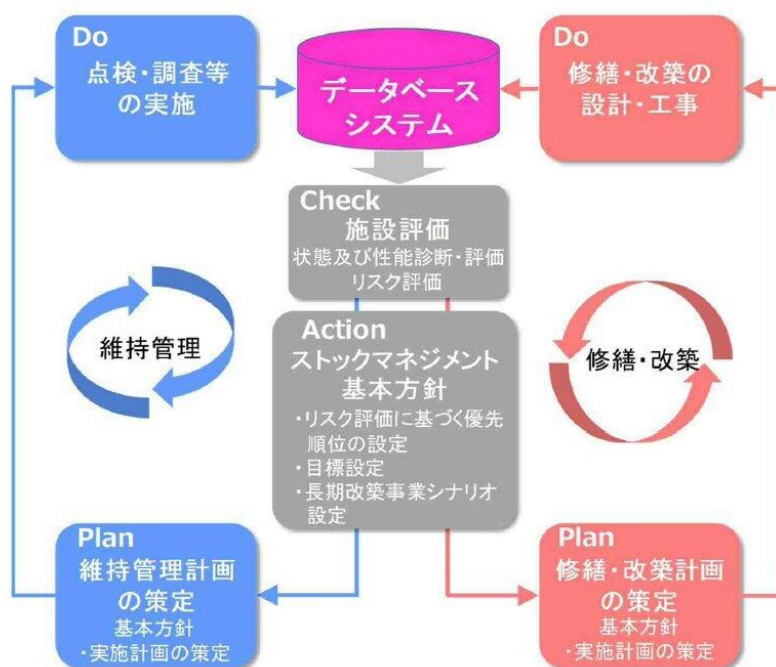 Do
点検・調査等
の実施
データベース
システム
Do
修繕・改築の
設計・工事
Check
施設評価
状態及び性能診断・評価
リスク評価
維持管理
Action
ストックマネジメント
基本方針
・リスク評価に基づく優先
順位の設定
・目標設定
・長期改築事業シナリオ
設定
修繕・改築
Plan
維持管理計画
の策定
基本方針
・実施計画の策定
Plan
修繕・改築計画
の策定
基本方針
・実施計画の策定